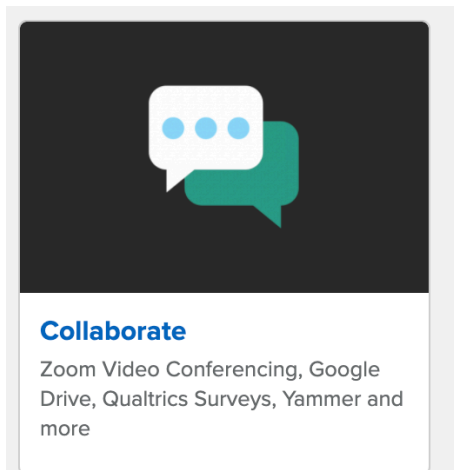 Collaborate
Zoom Video Conferencing, Google
Drive, Qualtrics Surveys, Yammer and
more